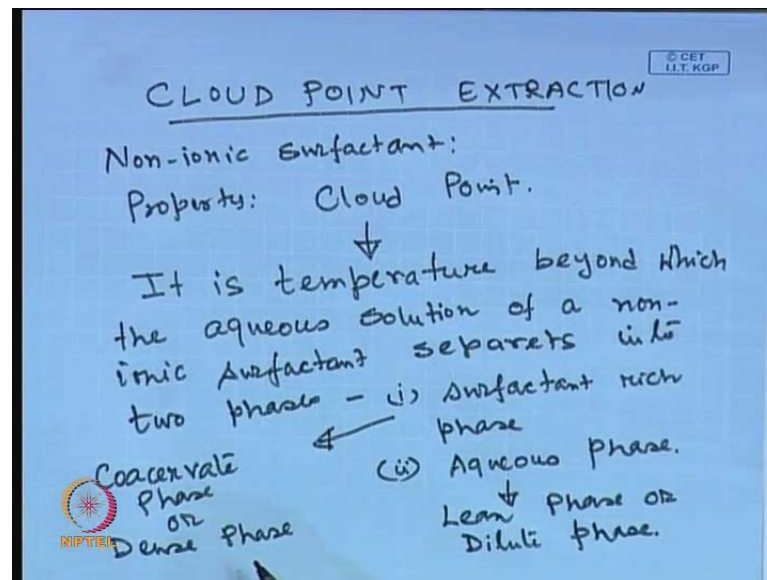 © CET
I.I.T. KGP
CLOUD POINT EXTRACTION
Non-ionic surfactant:
Property: Cloud Point.
It is temperature beyond which
the aqueous solution of a non-
ionic surfactant separets into
two phases - (i) surfactant rich
phase
(ii) Aqueous phase.
Coacervate
phase
or
Dense phase
Lean phase or
Dilute phase.
NPTEL